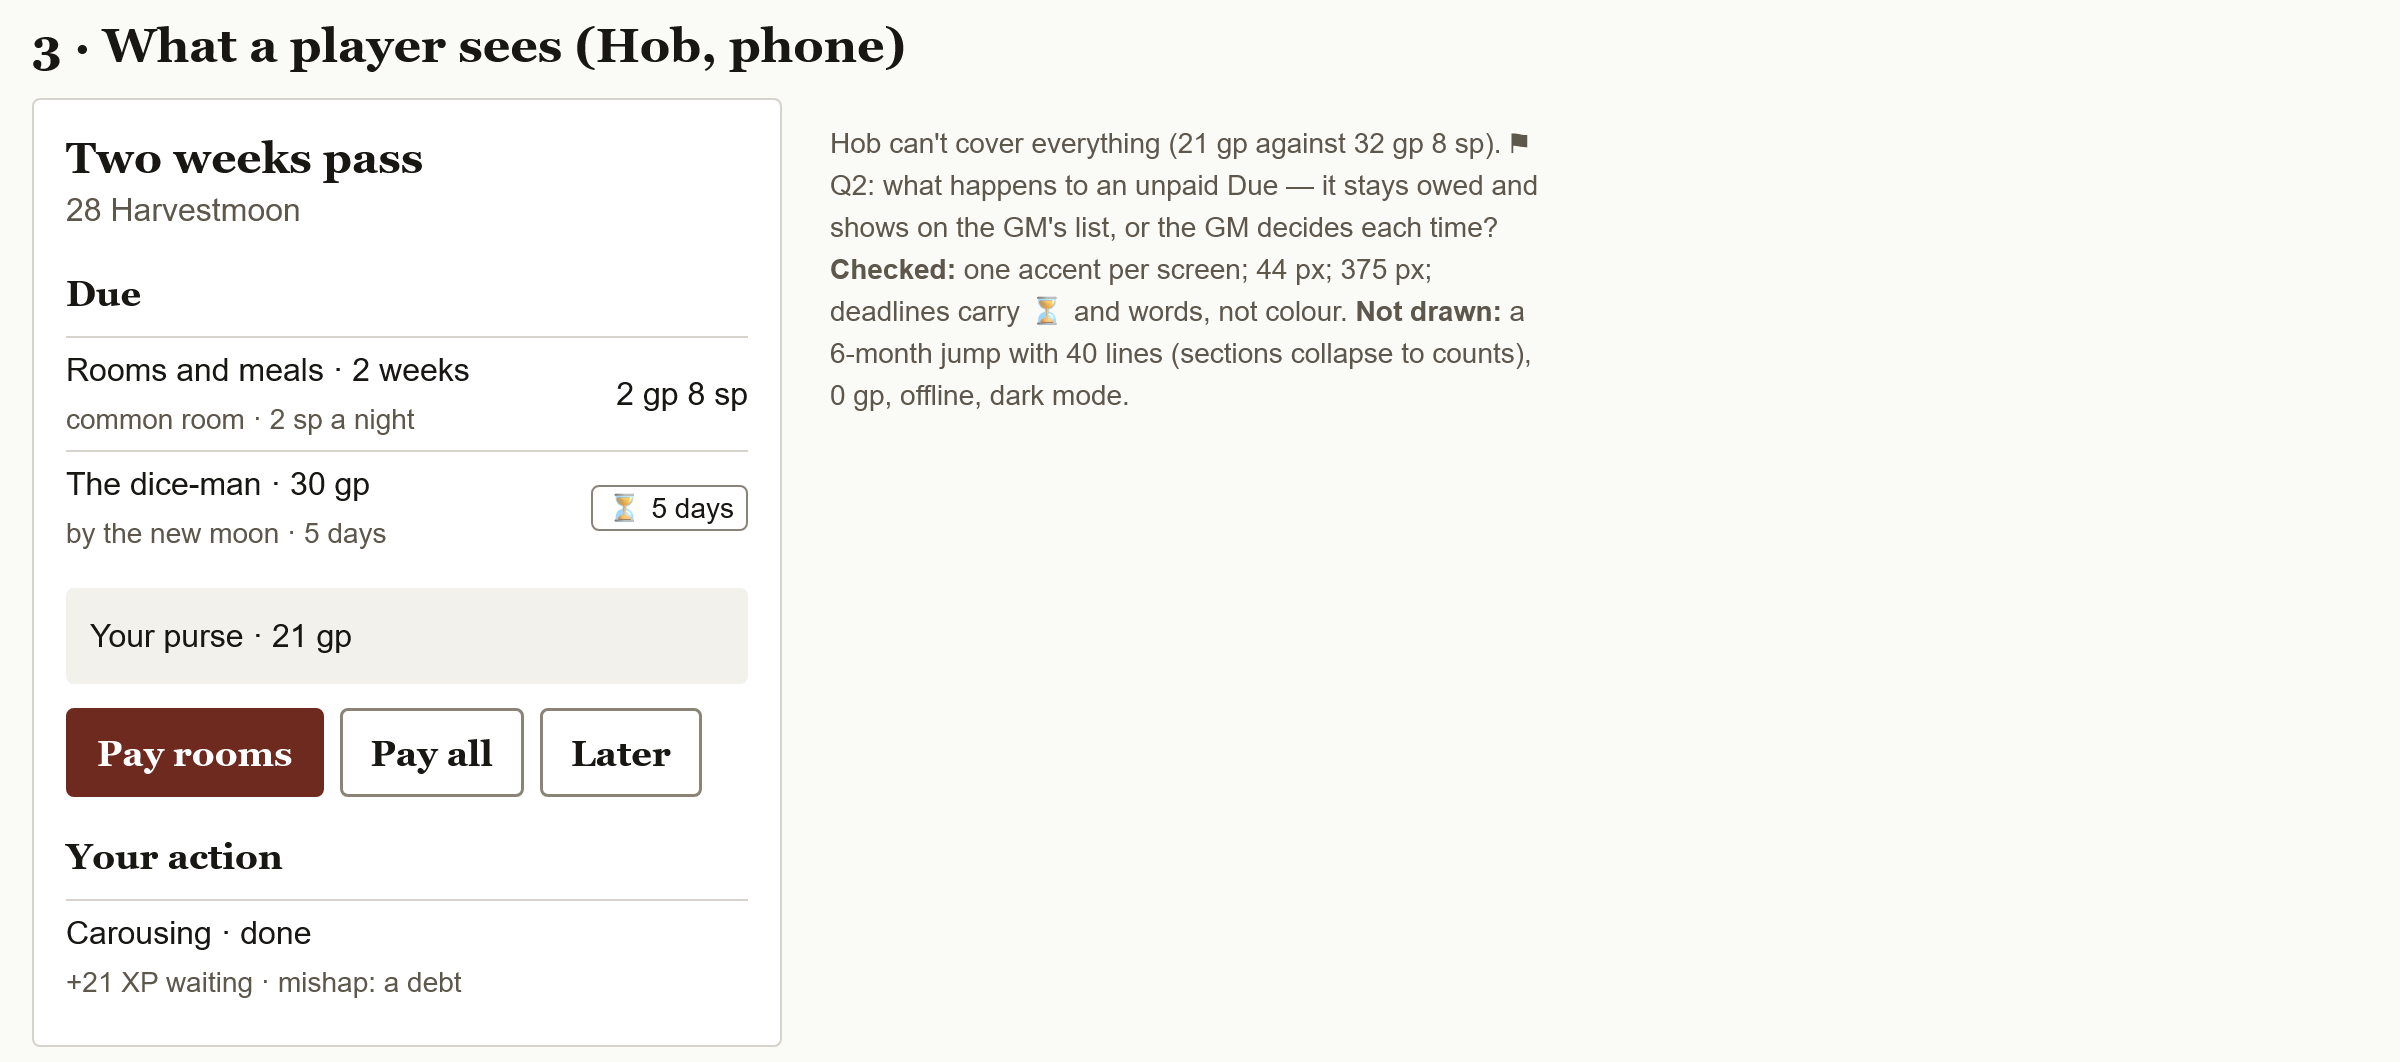 3 · What a player sees (Hob, phone)
Two weeks pass
28 Harvestmoon
Due
Rooms and meals · 2 weeks
common room · 2 sp a night
2 gp 8 sp
The dice-man · 30 gp
by the new moon · 5 days
⏳ 5 days
Your purse · 21 gp
Pay rooms
Pay all
Later
Your action
Carousing · done
+21 XP waiting · mishap: a debt
Hob can't cover everything (21 gp against 32 gp 8 sp). ⚑
Q2: what happens to an unpaid Due — it stays owed and
shows on the GM's list, or the GM decides each time?
Checked: one accent per screen; 44 px; 375 px;
deadlines carry ⏳ and words, not colour. Not drawn: a
6-month jump with 40 lines (sections collapse to counts),
0 gp, offline, dark mode.